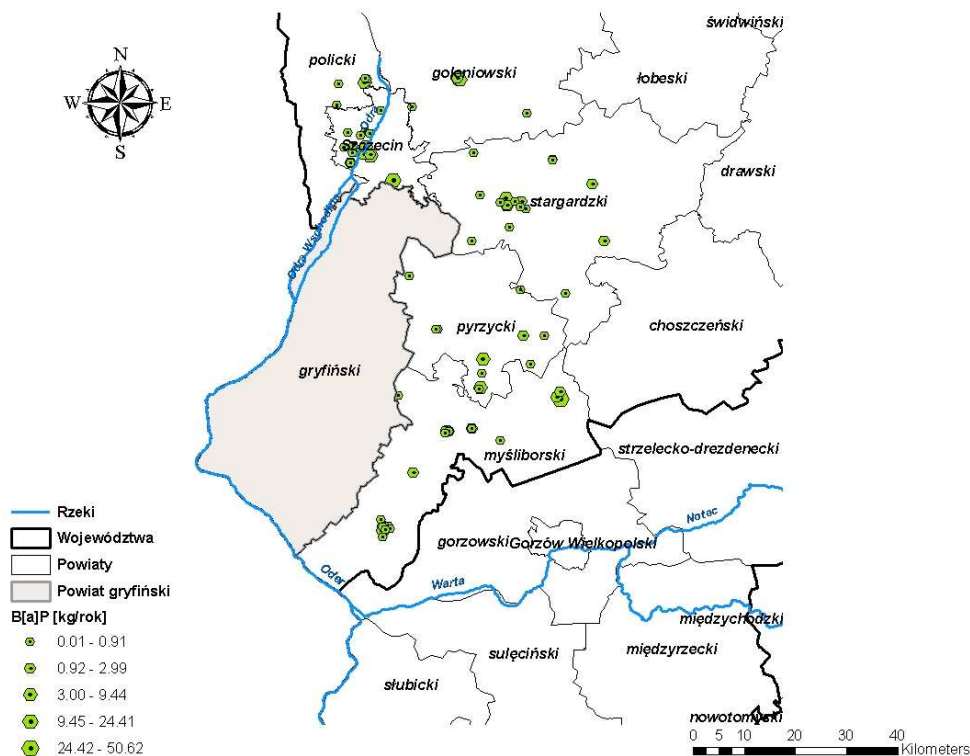 świdwiński
N
policki
goleniowski
łobeski
W
E
Odra
S
Szczecin
drawski
stargardzki
Odra Wschodnia
choszczeński
pyrzycki
gryfiński
strzelecko-drezdenecki
myśliborski
Noteć
Rzeki
Województwa
gorzowski
Gorzów Wielkopolski
Powiaty
Oder
Warta
Powiat gryfiński
B[a]P [kg/rok]
międzychodzki
0.01 - 0.91
sulęciński
międzyrzecki
0.92 - 2.99
słubicki
3.00 - 9.44
9.45 - 24.41
nowotomyski
24.42 - 50.62
0 5 10 20 30 40
Kilometers